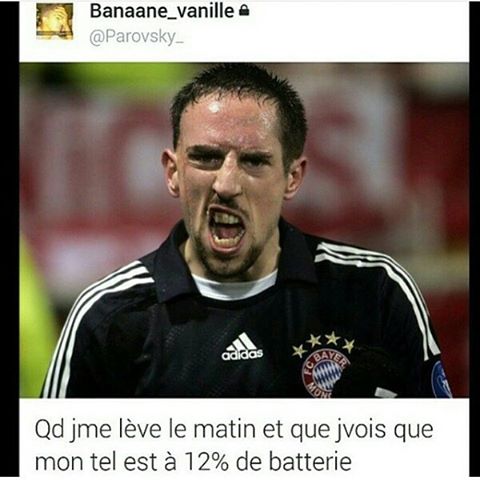 Banaane_vanille
@Parovsky_
adidas
FC BAYERN
MÜN
Qd jme lève le matin et que jvois que
mon tel est à 12% de batterie